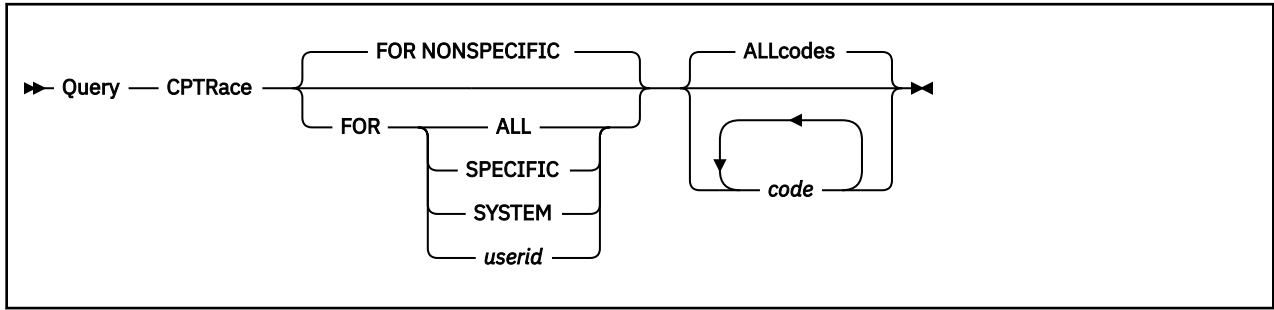 FOR NONSPECIFIC ALLcodes
Query CPTRace
FOR ALL
SPECIFIC
code
SYSTEM
userid